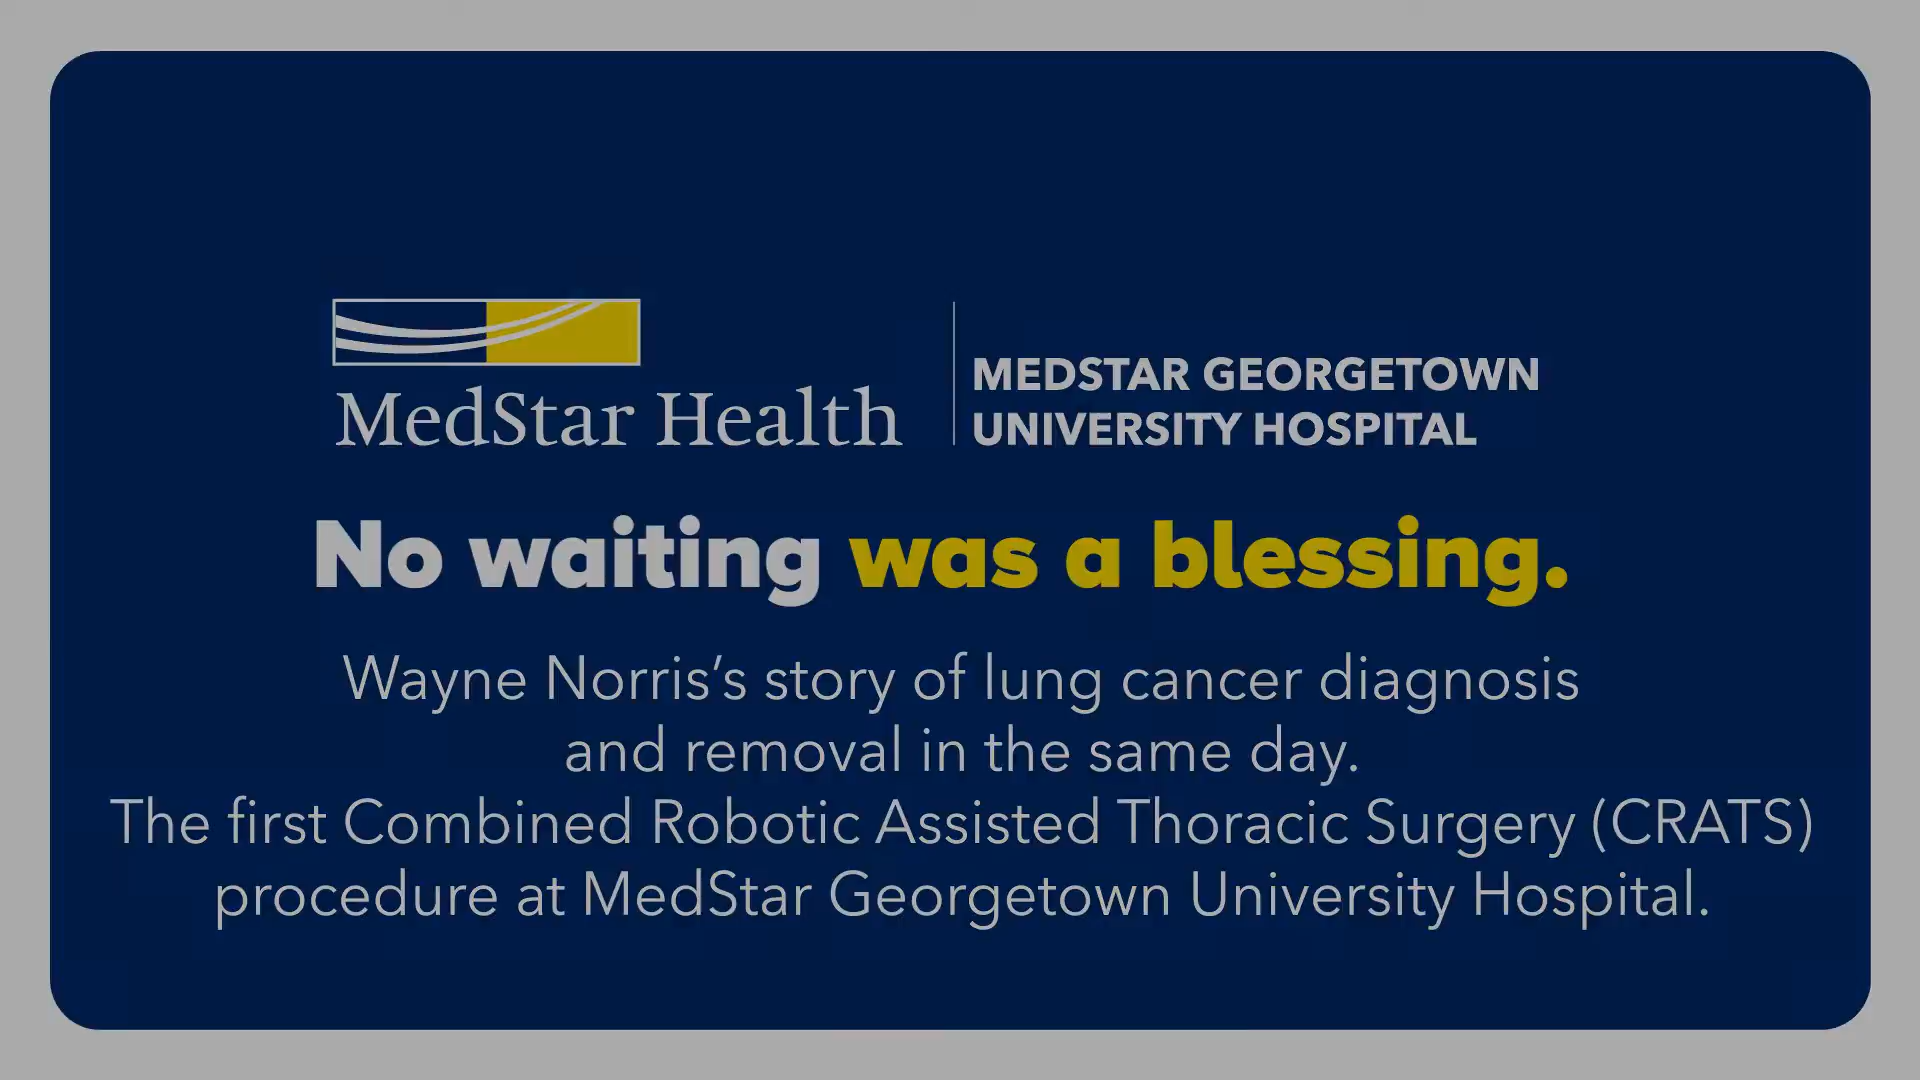 MedStar Health
MEDSTAR GEORGETOWN
UNIVERSITY HOSPITAL
No waiting was a blessing.
Wayne Norris’s story of lung cancer diagnosis
and removal in the same day.
The first Combined Robotic Assisted Thoracic Surgery (CRATS)
procedure at MedStar Georgetown University Hospital.